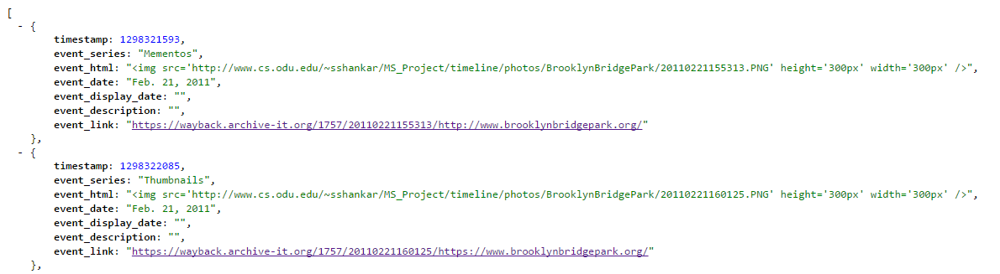 [
- {
timestamp: 1298321593,
event_series: "Mementos",
event_html: "<img src='http://www.cs.odu.edu/~sshankar/MS_Project/timeline/photos/BrooklynBridgePark/20110221155313.PNG' height='300px' width='300px' />",
event_date: "Feb. 21, 2011",
event_display_date: "",
event_description: "",
event_link: "https://wayback.archive-it.org/1757/20110221155313/http://www.brooklynbridgepark.org/"
},
- {
timestamp: 1298322085,
event_series: "Thumbnails",
event_html: "<img src='http://www.cs.odu.edu/~sshankar/MS_Project/timeline/photos/BrooklynBridgePark/20110221160125.PNG' height='300px' width='300px' />",
event_date: "Feb. 21, 2011",
event_display_date: "",
event_description: "",
event_link: "https://wayback.archive-it.org/1757/20110221160125/https://www.brooklynbridgepark.org/"
},